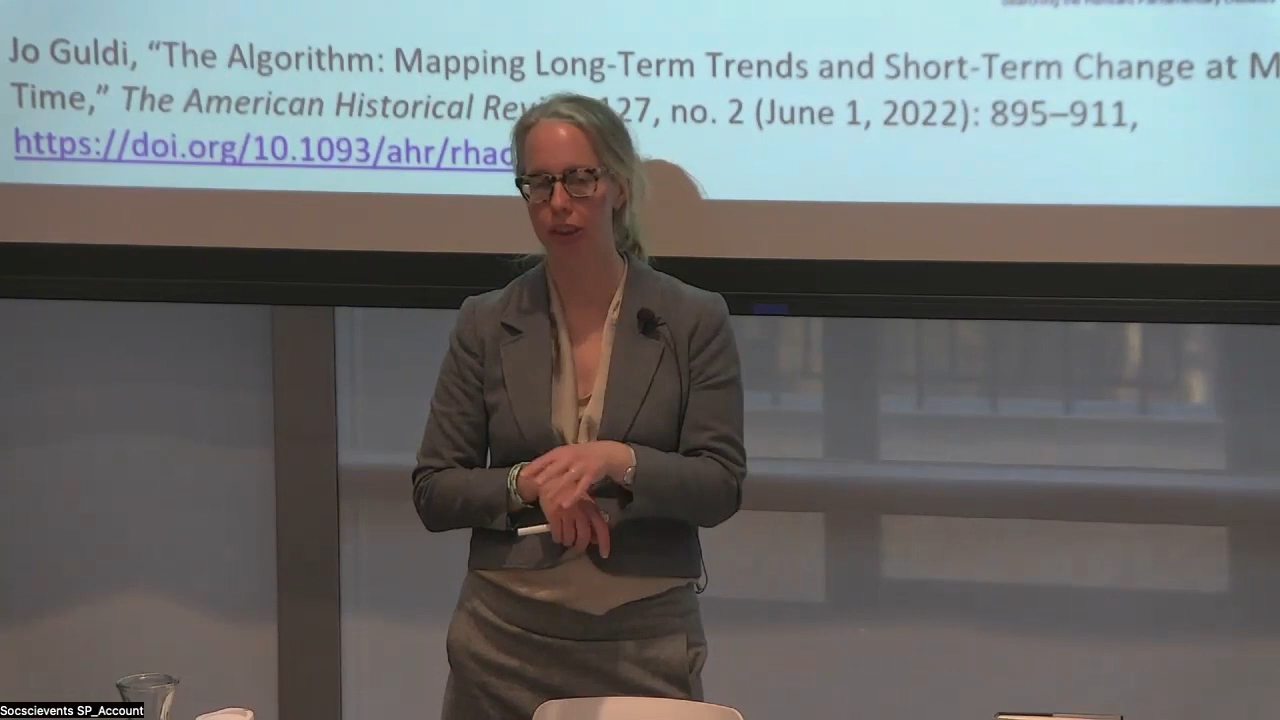 Jo Guldi, “The Algorithm: Mapping Long-Term Trends and Short-Term Change at M
Time,” The American Historical Rev 127, no. 2 (June 1, 2022): 895–911,
https://doi.org/10.1093/ahr/rhac
Socscievents SP_Account